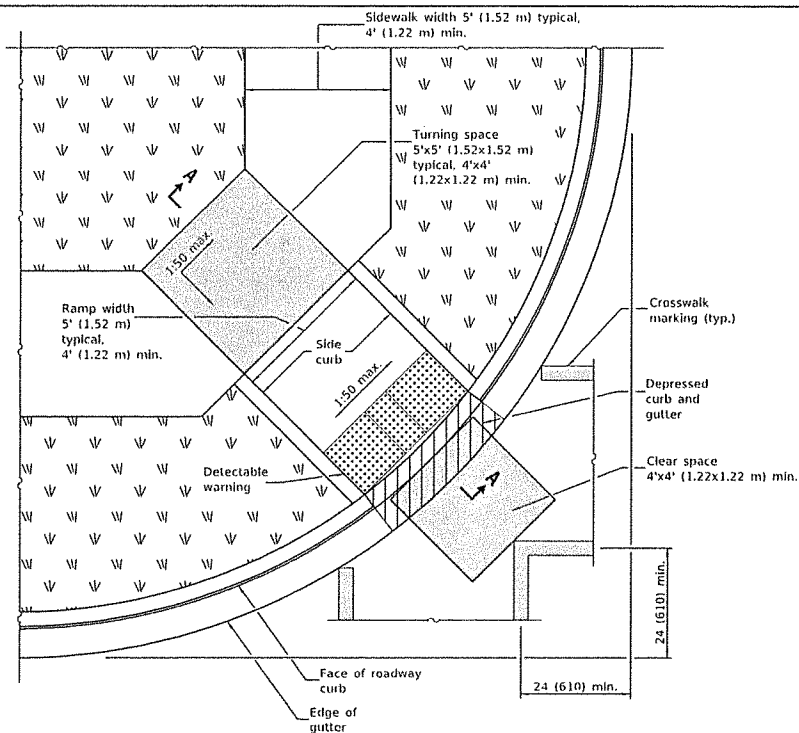 Sidewalk width 5' (1.52 m) typical,
4' (1.22 m) min.
Turning space
5'x5' (1.52x1.52 m)
typical, 4'x4'
(1.22x1.22 m) min.
A
1:50 max.
Ramp width
5' (1.52 m)
typical,
4' (1.22 m) min.
Side
curb
1:50 max.
Crosswalk
marking (typ.)
Depressed
curb and
gutter
Detectable
warning
A
Clear space
4'x4' (1.22x1.22 m) min.
24 (610) min.
24 (610) min.
Face of roadway
curb
Edge of
gutter